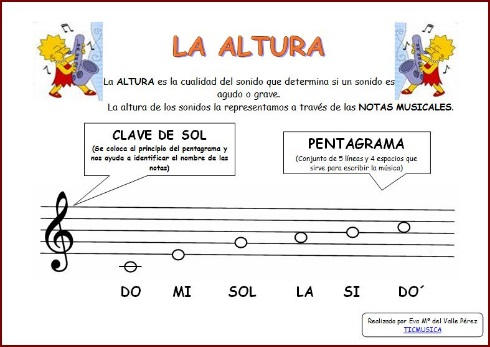 LA ALTURA
La ALTURA es la cualidad del sonido que determina si un sonido es
agudo o grave.
La altura de los sonidos la representamos a través de las NOTAS MUSICALES.
CLAVE DE SOL
(Se coloca al principio del pentagrama y
nos ayuda a identificar el nombre de las
notas)
PENTAGRAMA
(Conjunto de 5 líneas y 4 espacios que
sirve para escribir la música)
DO MI SOL LA SI DO´
Realizado por Eva Mª del Valle Pérez
TICMUSICA